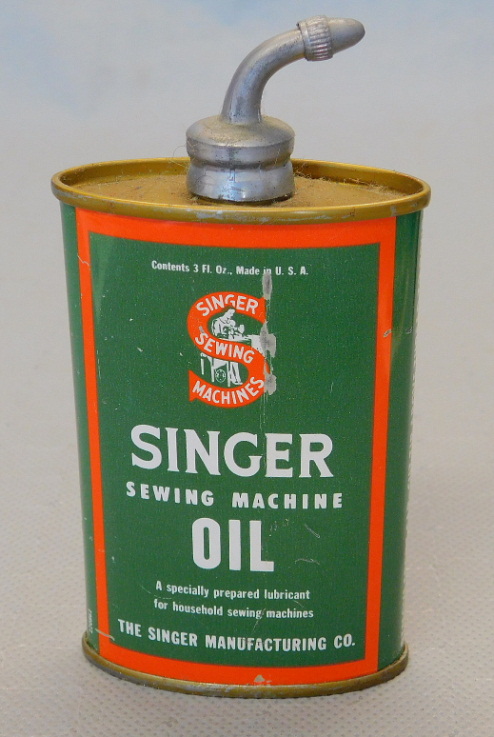 Contents 3 Fl. Oz., Made in U. S. A.
SINGER
SEWING
MACHINES
SINGER
SEWING MACHINE
OIL
A specially prepared lubricant
for household sewing machines
THE SINGER MANUFACTURING CO.